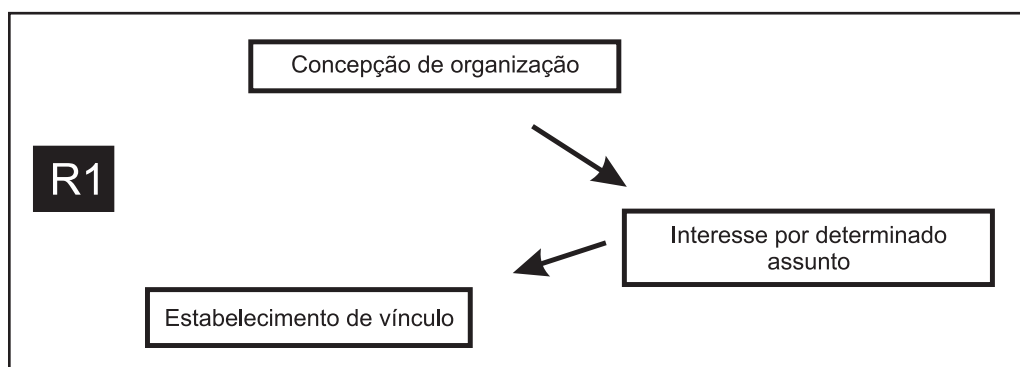 Concepção de organização
R1
Interesse por determinado
assunto
Estabelecimento de vínculo